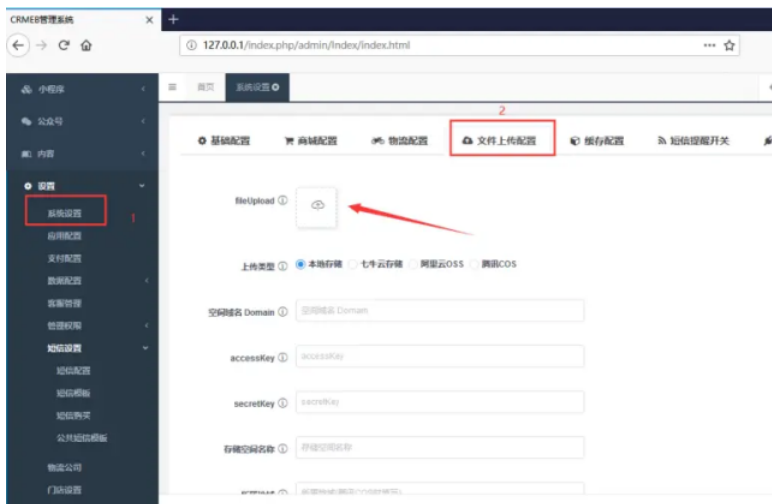 CRMEB管理系统
127.0.0.1/index.php/admin/Index/index.html
小程序
首页 系统设置
公众号
2
基础配置 商城配置 物流配置 文件上传配置 缓存配置 短信提醒开关
内容
设置
fileUpload
系统设置 1
应用配置
上传类型 本地存储 七牛云存储 阿里云OSS 腾讯COS
支付配置
数据配置
空间域名 Domain 空间域名 Domain
客服管理
管理权限
短信设置
accessKey accessKey
短信配置
短信模板
secretKey secretKey
短信购买
公共短信模板
存储空间名称 存储空间名称
物流公司
门店设置